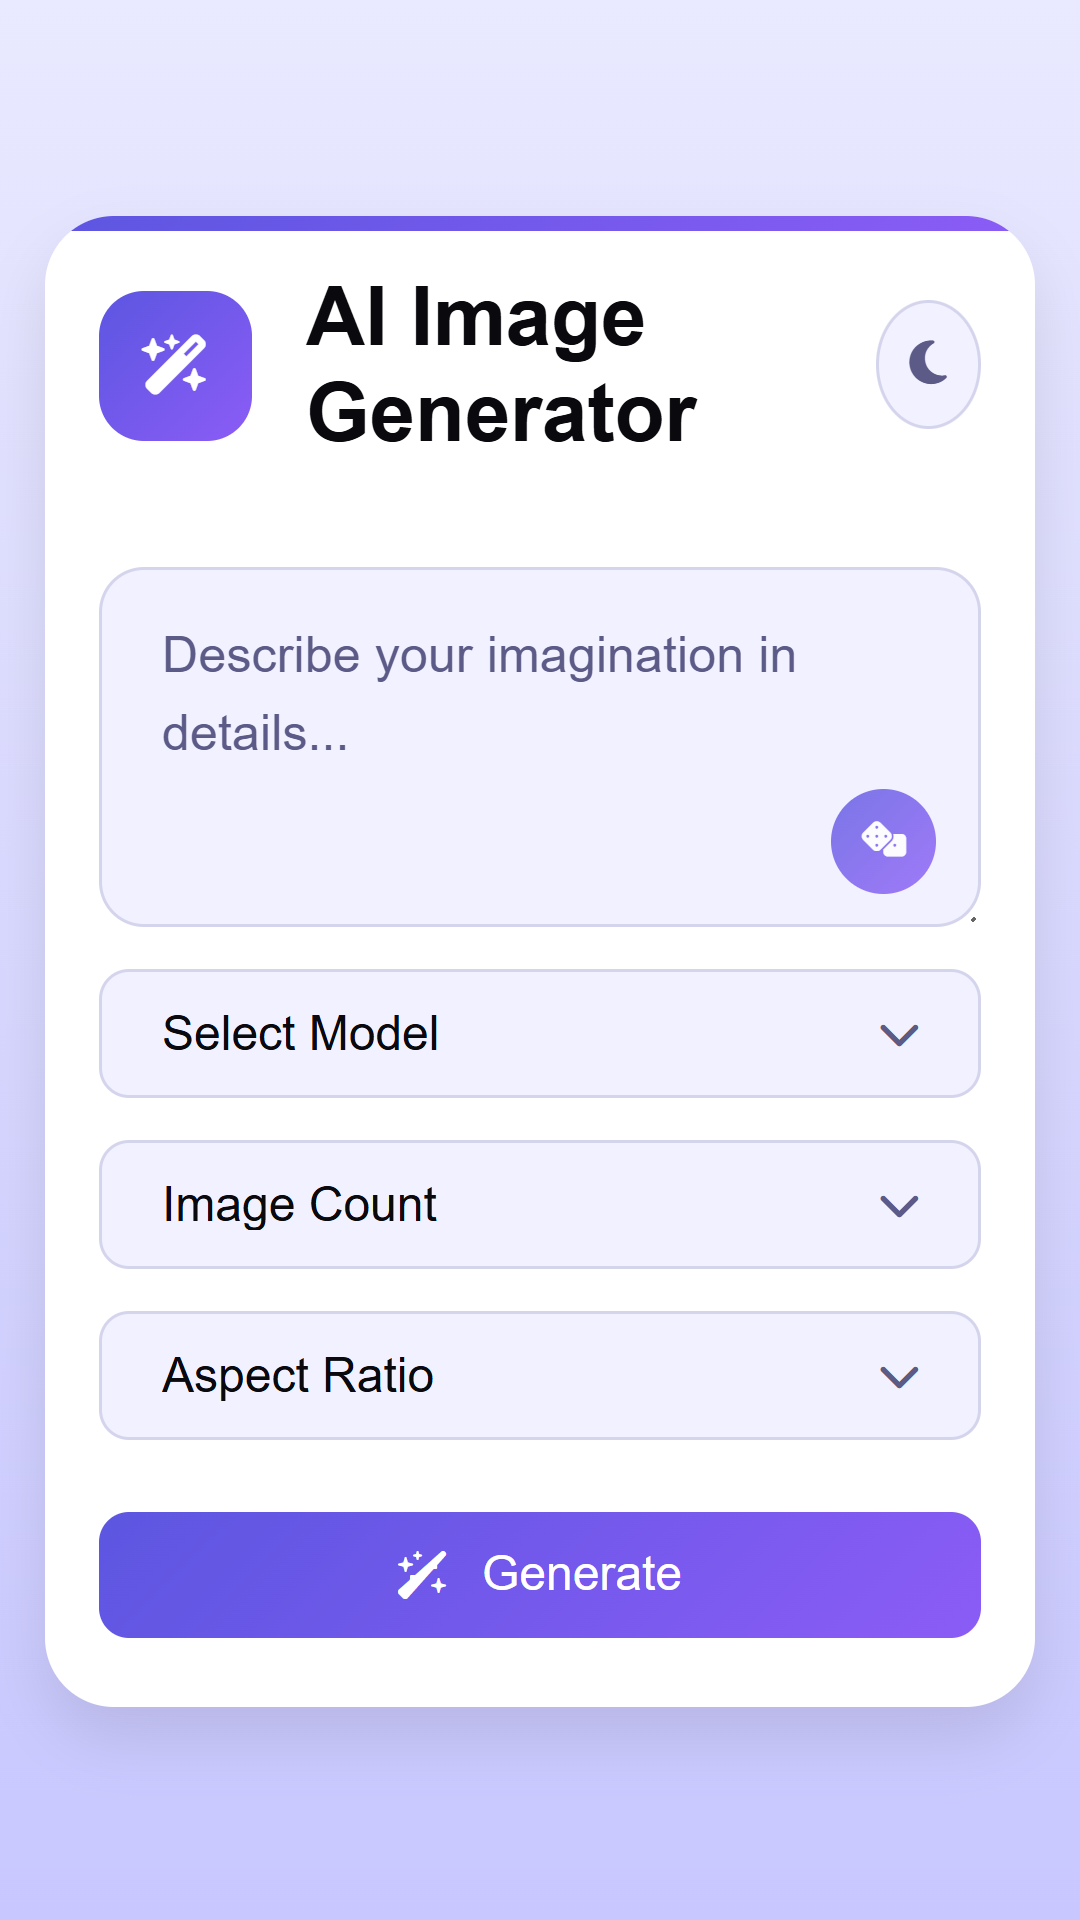 AI Image
Generator
Describe your imagination in
details...
Select Model
Image Count
Aspect Ratio
Generate